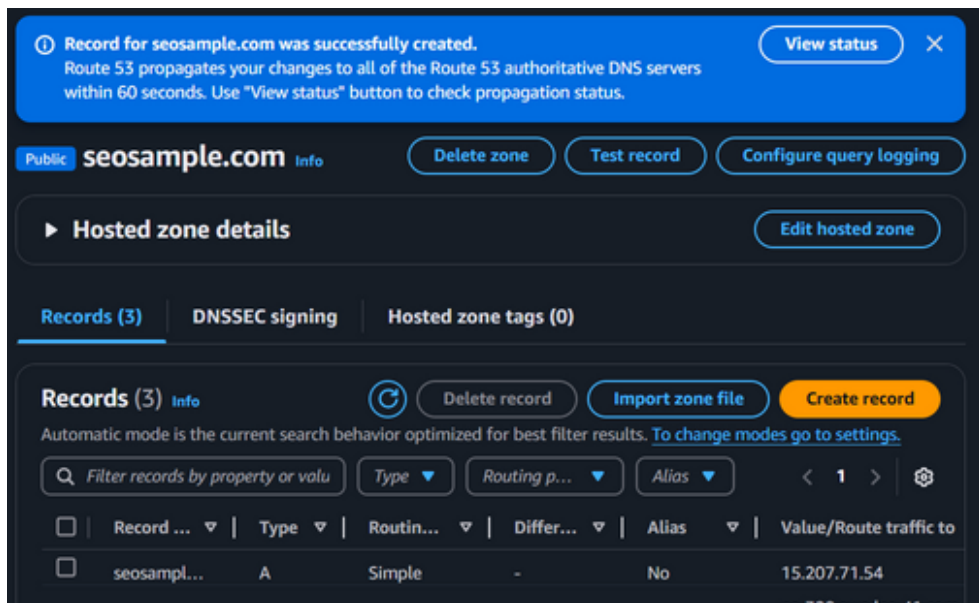 Record for seosample.com was successfully created.
View status
Route 53 propagates your changes to all of the Route 53 authoritative DNS servers
within 60 seconds. Use "View status" button to check propagation status.
Public seosample.com Info
Delete zone
Test record
Configure query logging
Hosted zone details
Edit hosted zone
Records (3)
DNSSEC signing
Hosted zone tags (0)
Records (3) Info
Delete record
Import zone file
Create record
Automatic mode is the current search behavior optimized for best filter results. To change modes go to settings.
Filter records by property or valu
Type
Routing p...
Alias
1
Record ... | Type | Routin... | Differ... | Alias | Value/Route traffic to
seosampl... A Simple - No 15.207.71.54